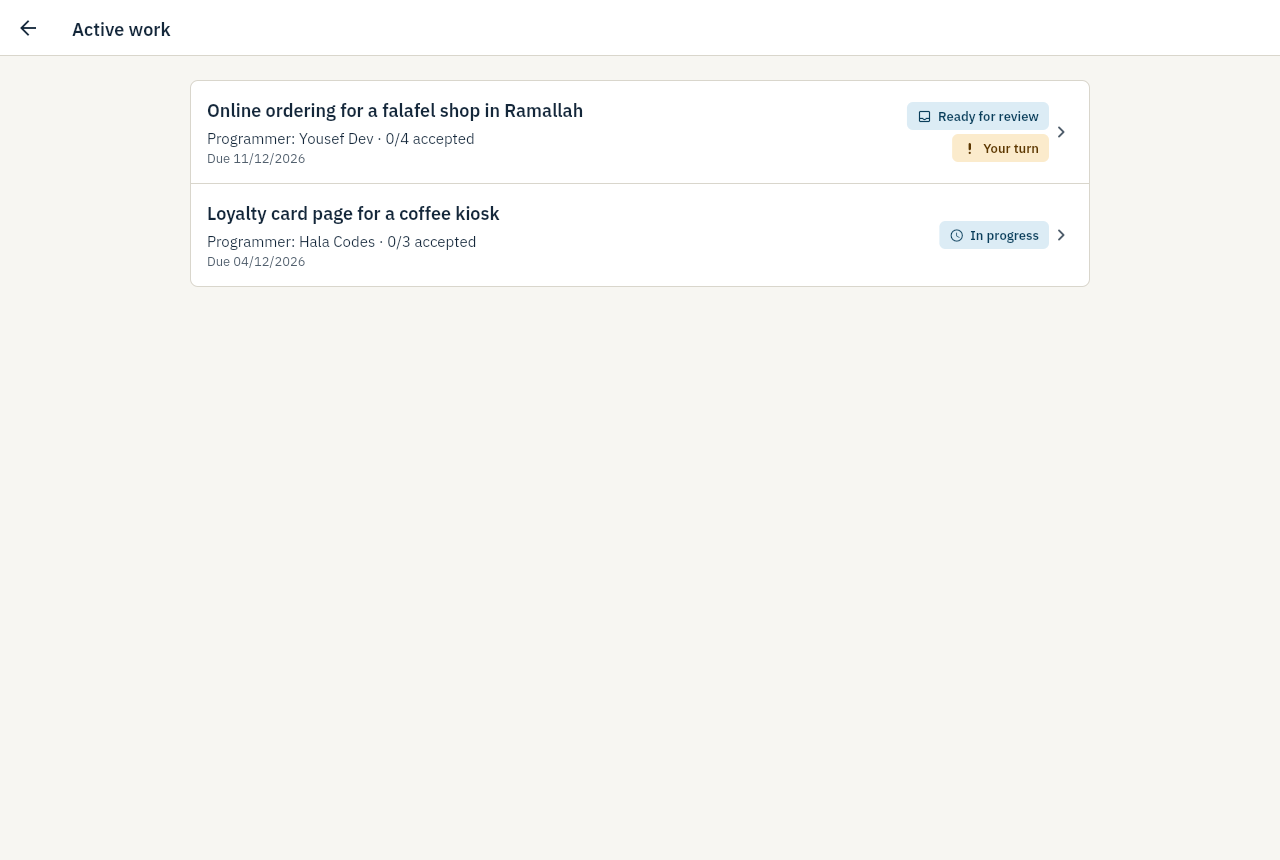 Active work
Online ordering for a falafel shop in Ramallah
Programmer: Yousef Dev · 0/4 accepted
Due 11/12/2026
Ready for review
Your turn
Loyalty card page for a coffee kiosk
Programmer: Hala Codes · 0/3 accepted
Due 04/12/2026
In progress